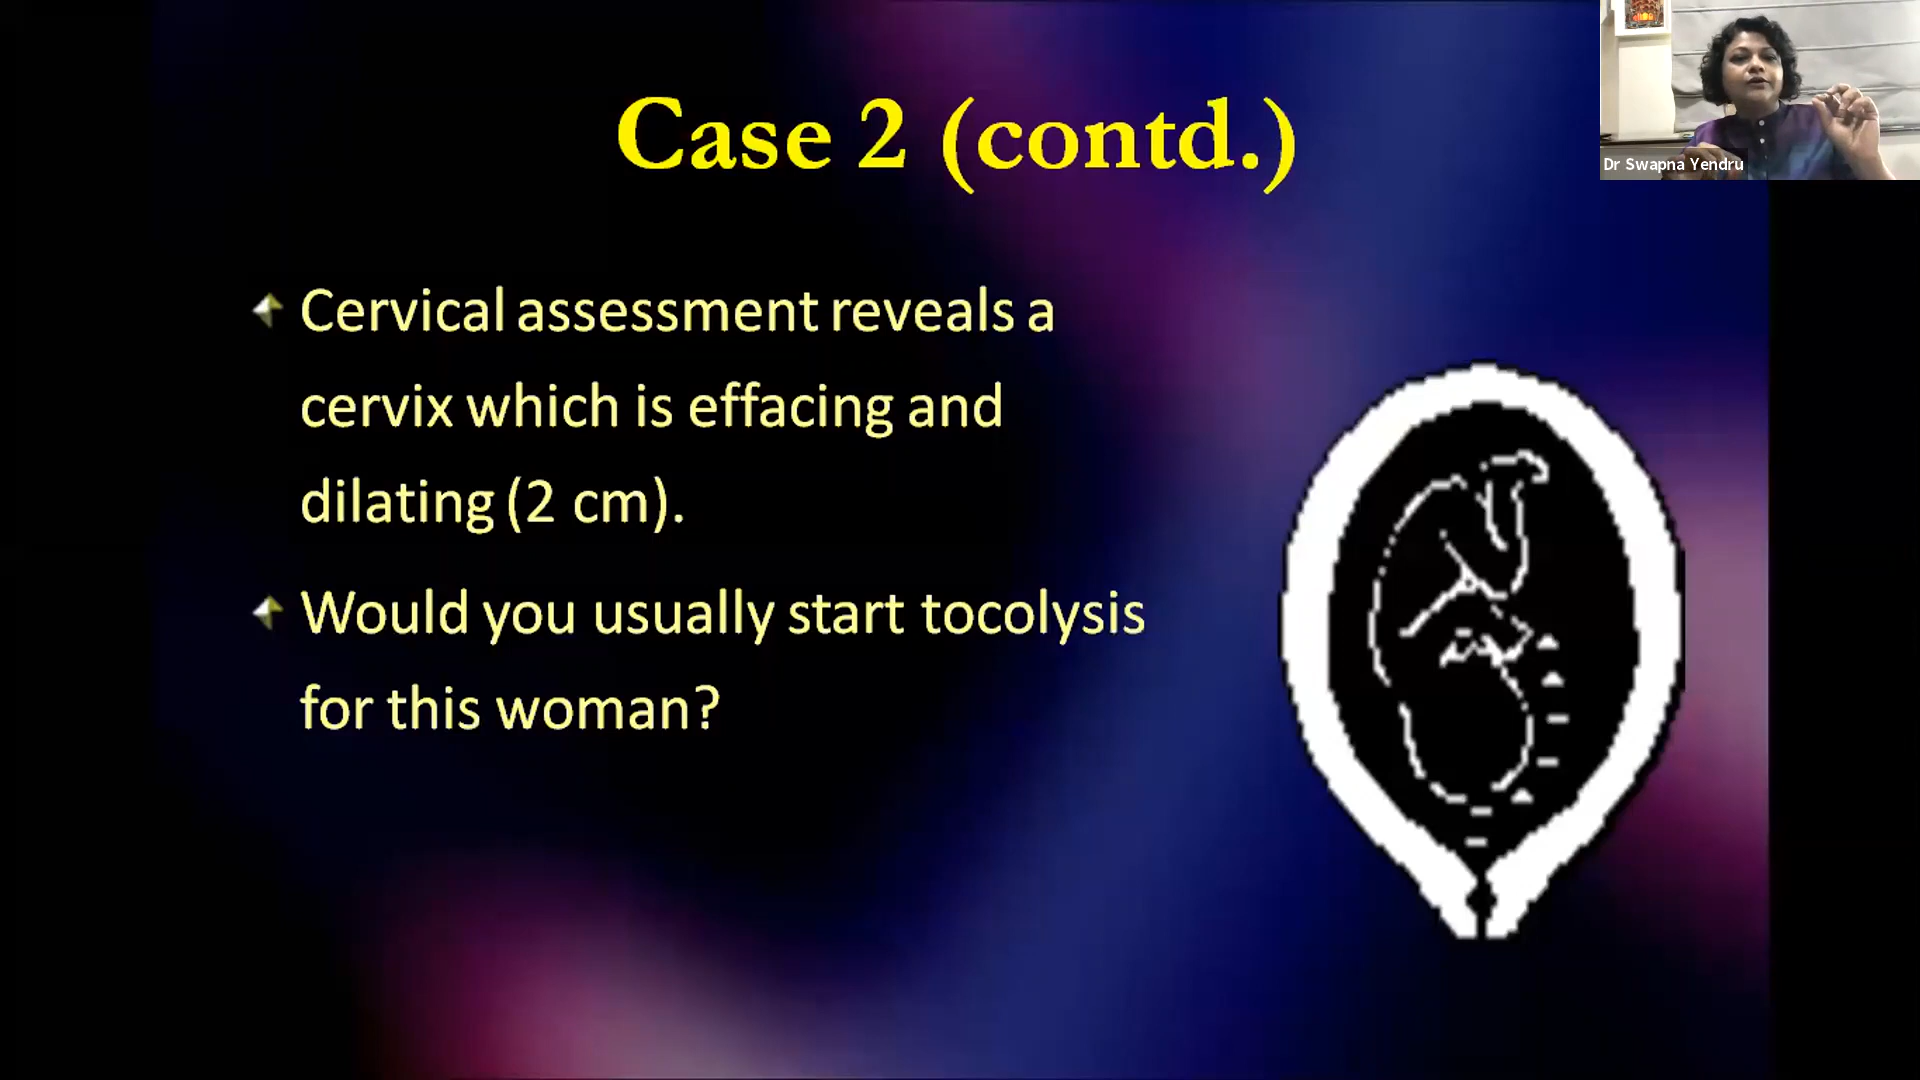 Case 2 (contd.)
Dr Swapna Yendru
Cervical assessment reveals a
cervix which is effacing and
dilating (2 cm).
Would you usually start tocolysis
for this woman?